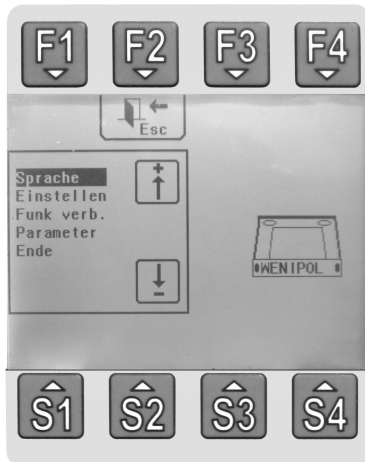 F1 F2 F3 F4
Esc
Sprache
Einstellen
Funk verb.
Parameter
Ende
WENIPOL
S1 S2 S3 S4